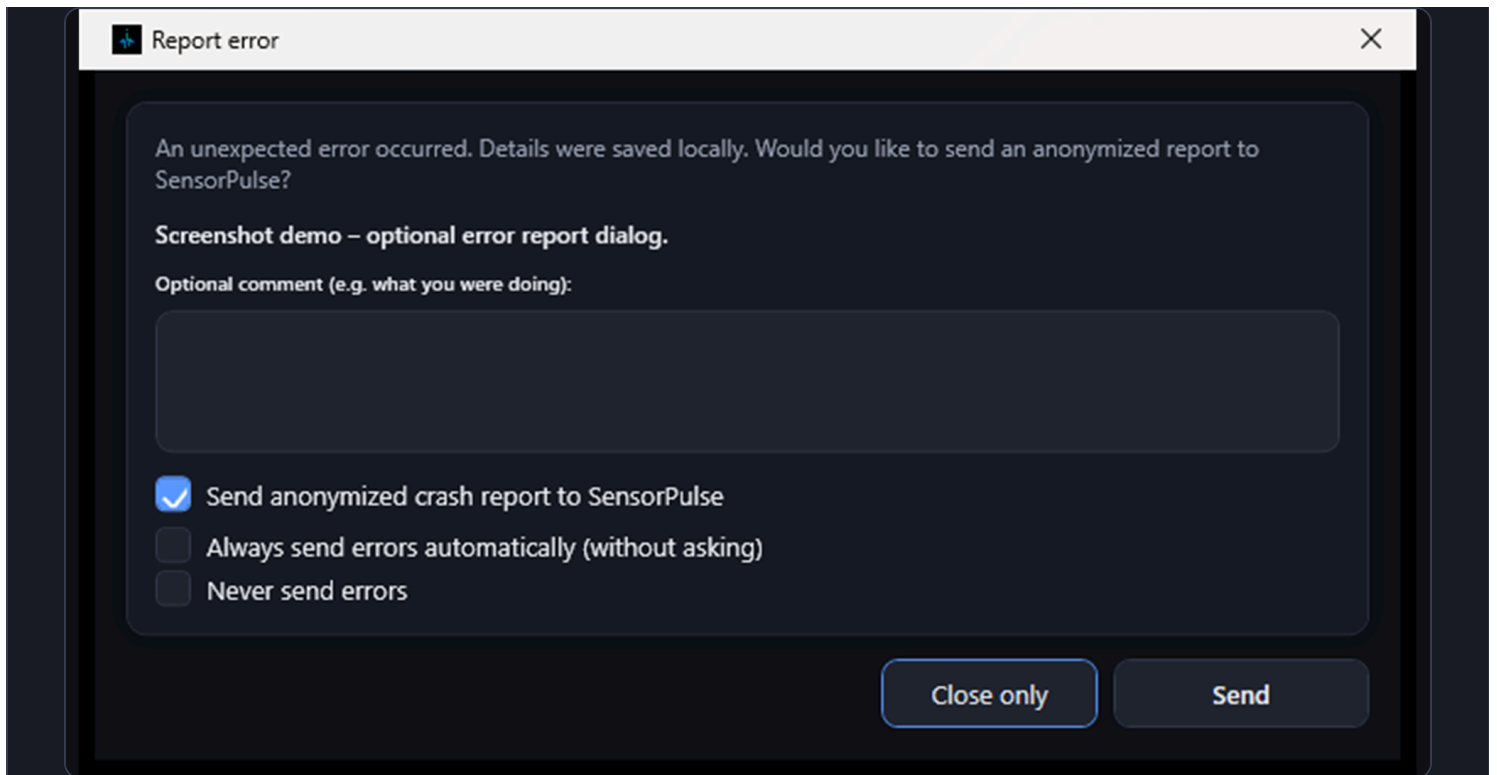 Report error
An unexpected error occurred. Details were saved locally. Would you like to send an anonymized report to
SensorPulse?
Screenshot demo – optional error report dialog.
Optional comment (e.g. what you were doing):
Send anonymized crash report to SensorPulse
Always send errors automatically (without asking)
Never send errors
Close only
Send